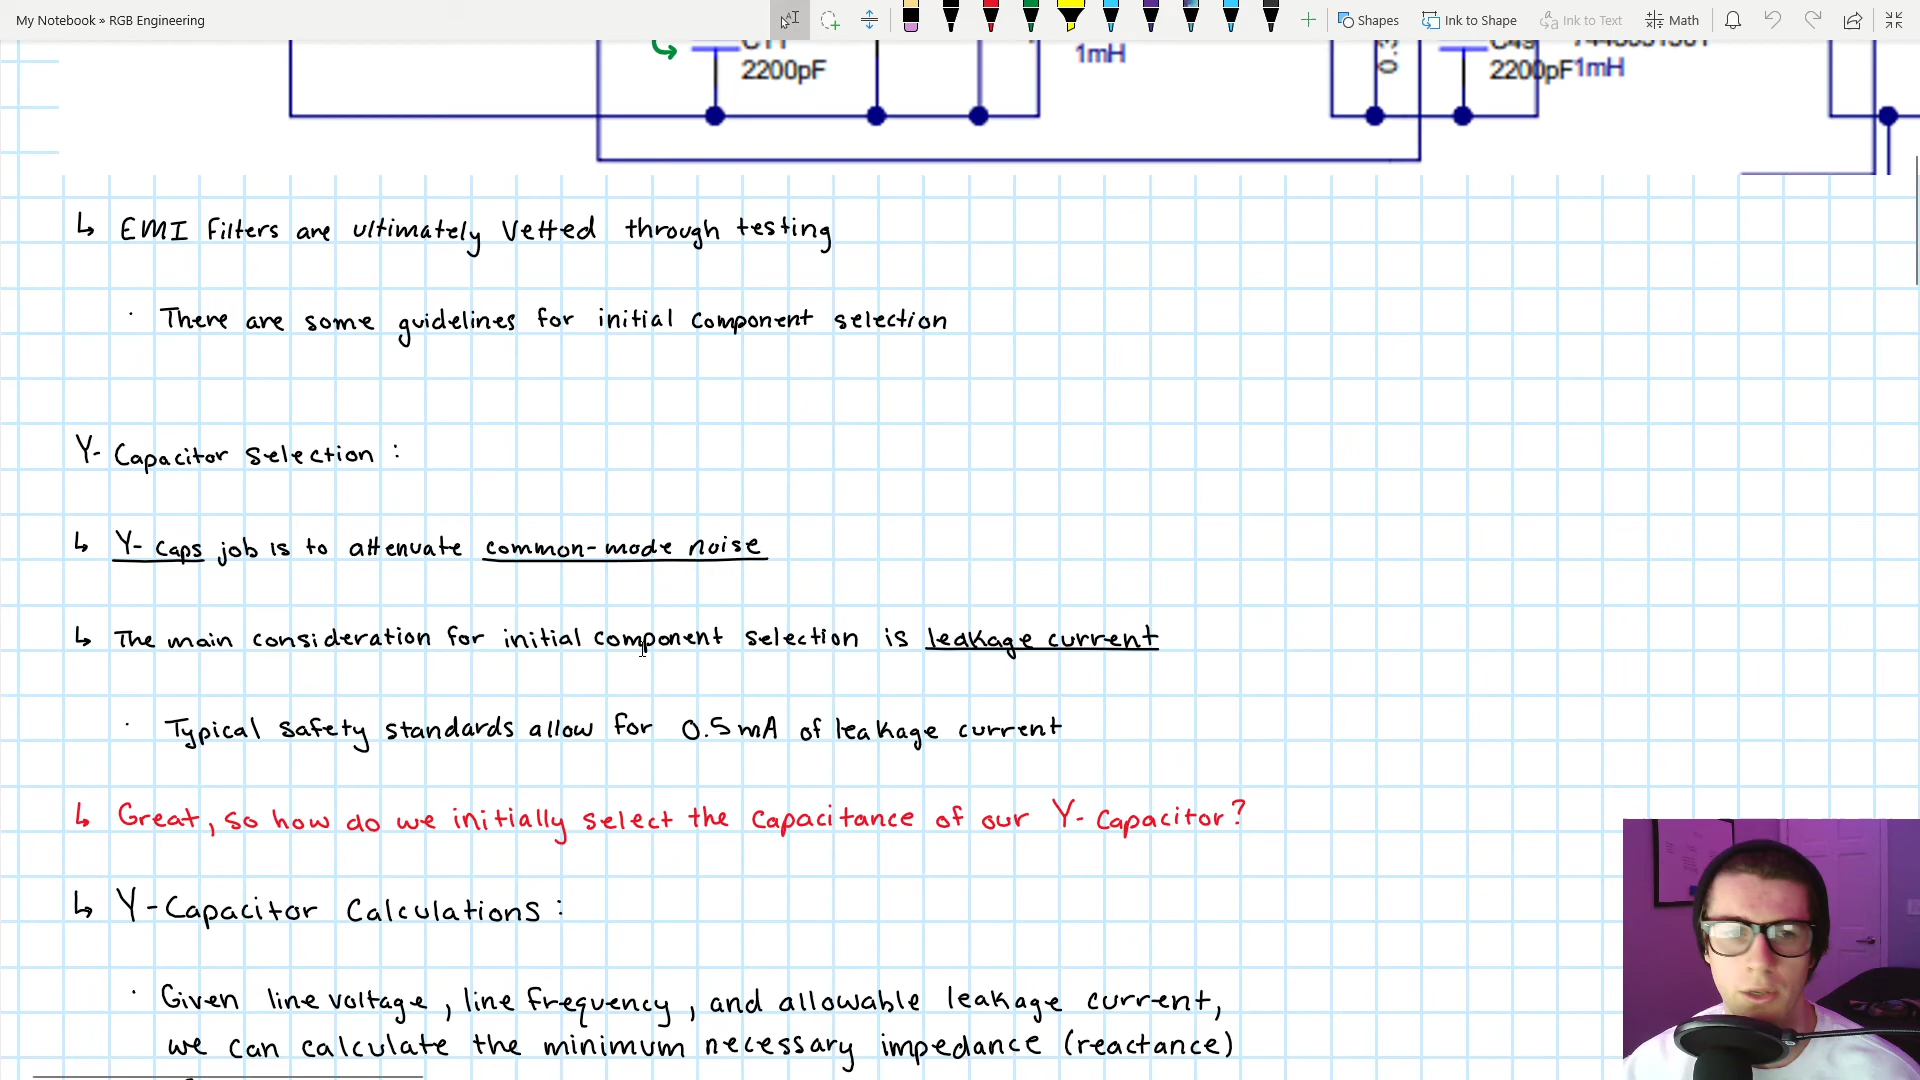 My Notebook » RGB Engineering
Shapes
Ink to Shape
Ink to Text
Math
2200pF
1mH
0.3
C49
2200pF
1mH
↳ EMI Filters are ultimately Vetted through testing
· There are some guidelines for initial component selection
Y-Capacitor Selection :
↳ Y-Caps job is to attenuate common-mode noise
↳ The main consideration for initial component selection is leakage current
· Typical safety standards allow for 0.5mA of leakage current
↳ Great, so how do we initially select the capacitance of our Y-Capacitor?
↳ Y-Capacitor Calculations :
· Given line voltage, line frequency, and allowable leakage current,
we can calculate the minimum necessary impedance (reactance)